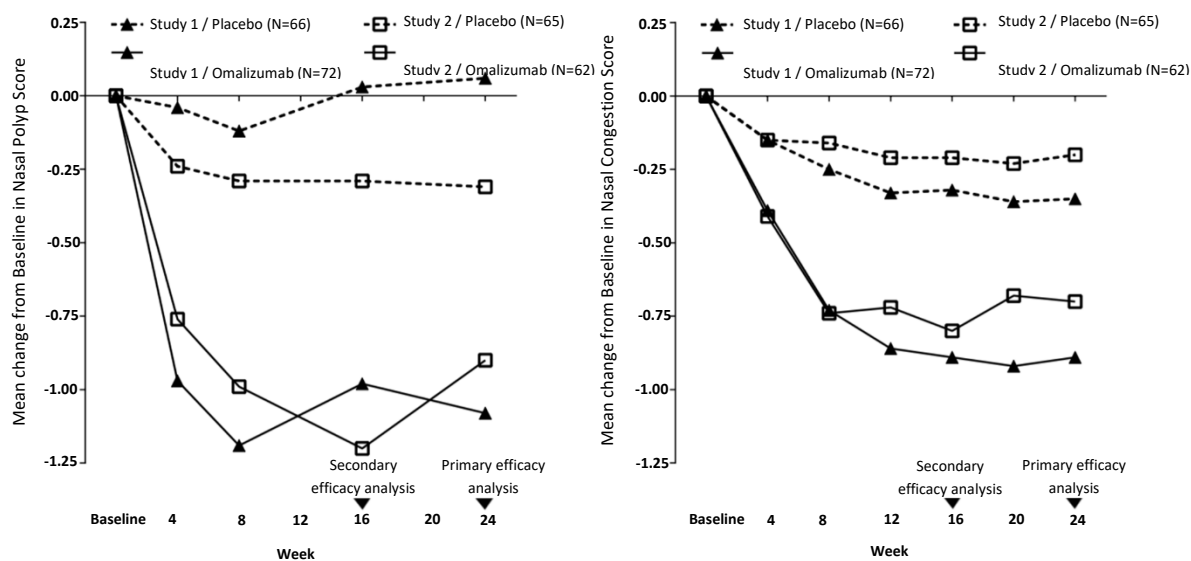 0.25
Study 1 / Placebo (N=66)
Study 2 / Placebo (N=65)
Study 1 / Omalizumab (N=72)
Study 2 / Omalizumab (N=62)
0.00
-0.25
-0.50
-0.75
-1.00
-1.25
Mean change from Baseline in Nasal Polyp Score
Secondary
efficacy analysis
Primary efficacy
analysis
Baseline 4 8 12 16 20 24
Week
0.25
Study 1 / Placebo (N=66)
Study 2 / Placebo (N=65)
Study 1 / Omalizumab (N=72)
Study 2 / Omalizumab (N=62)
0.00
-0.25
-0.50
-0.75
-1.00
-1.25
Mean change from Baseline in Nasal Congestion Score
Secondary
efficacy analysis
Primary efficacy
analysis
Baseline 4 8 12 16 20 24
Week